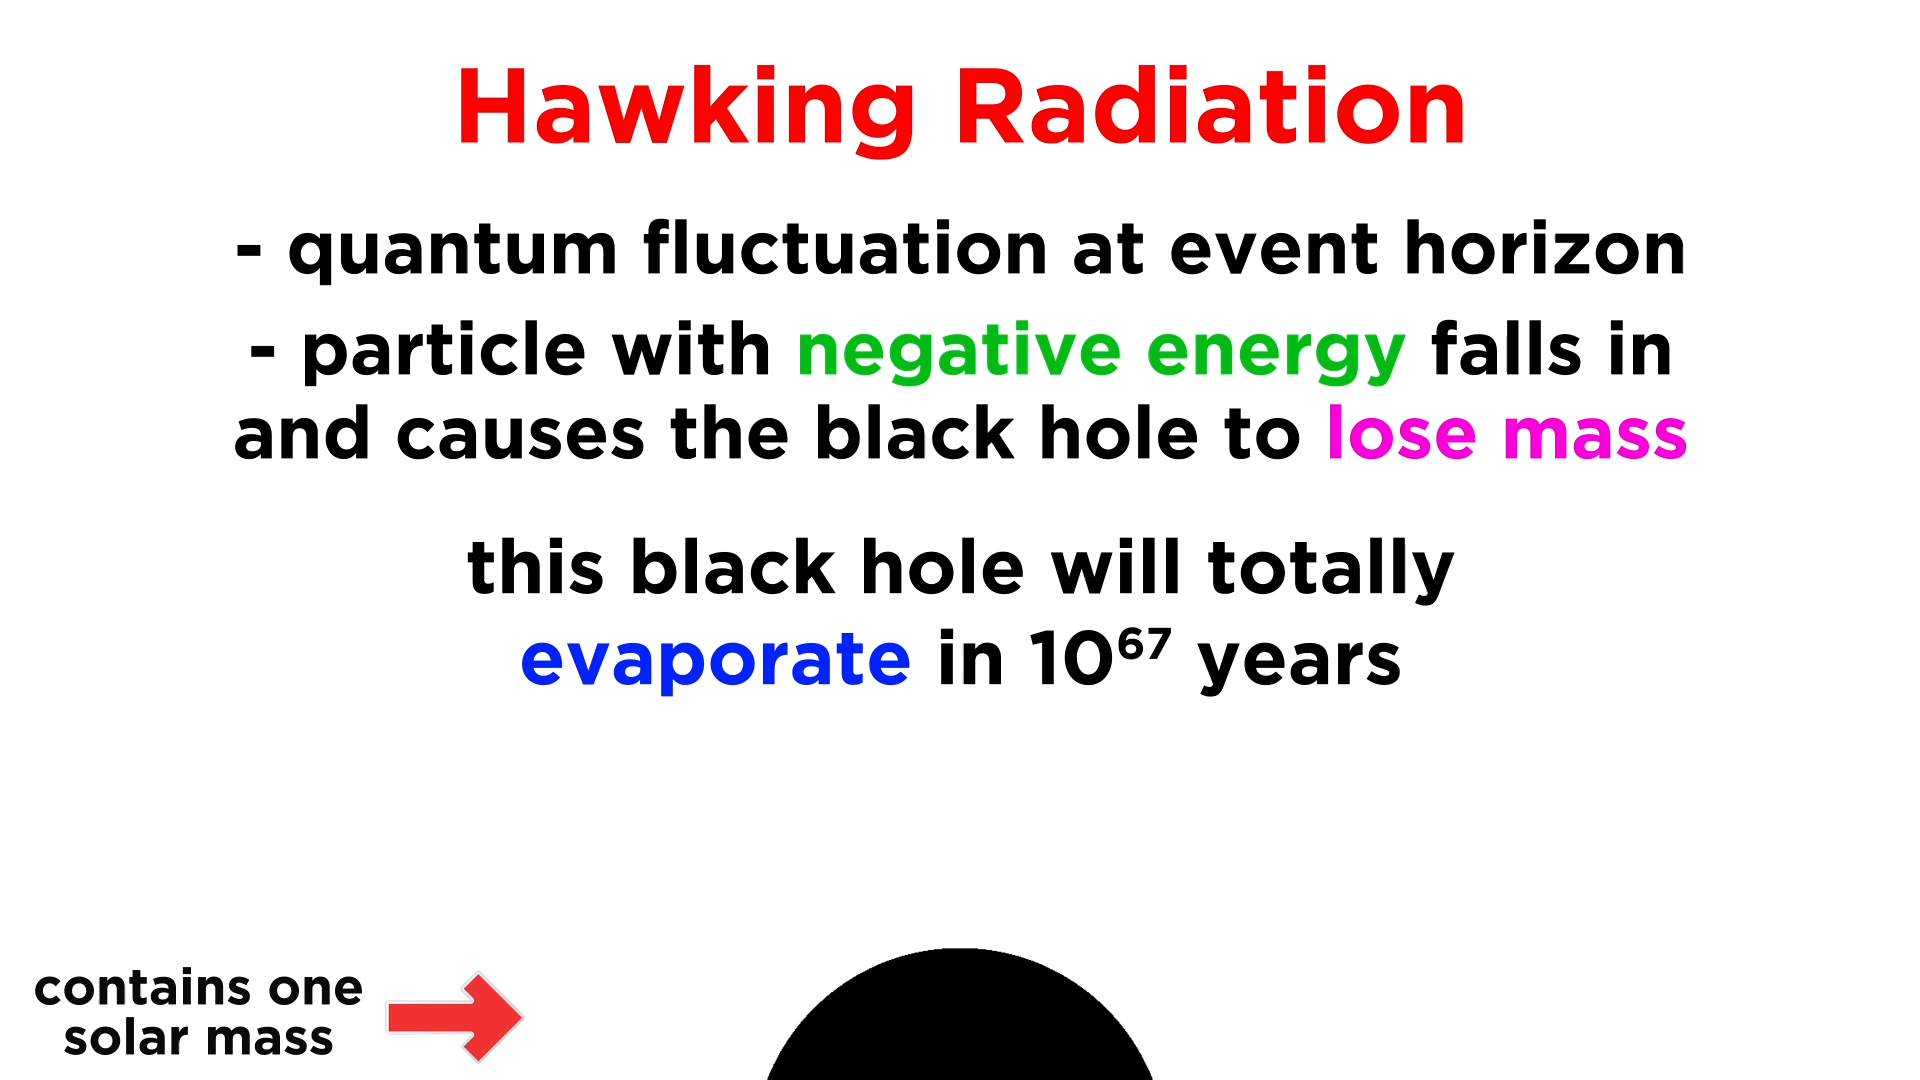 Hawking Radiation
- quantum fluctuation at event horizon
- particle with negative energy falls in
and causes the black hole to lose mass
this black hole will totally
evaporate in 10⁶⁷ years
contains one
solar mass